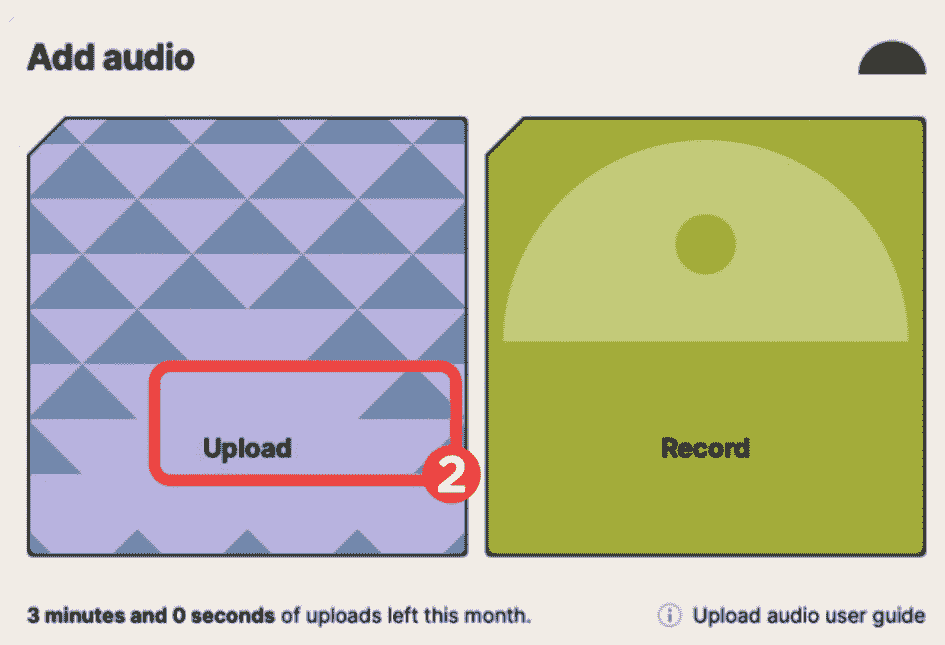 Add audio
Upload
Record
2
3 minutes and 0 seconds of uploads left this month.
Upload audio user guide